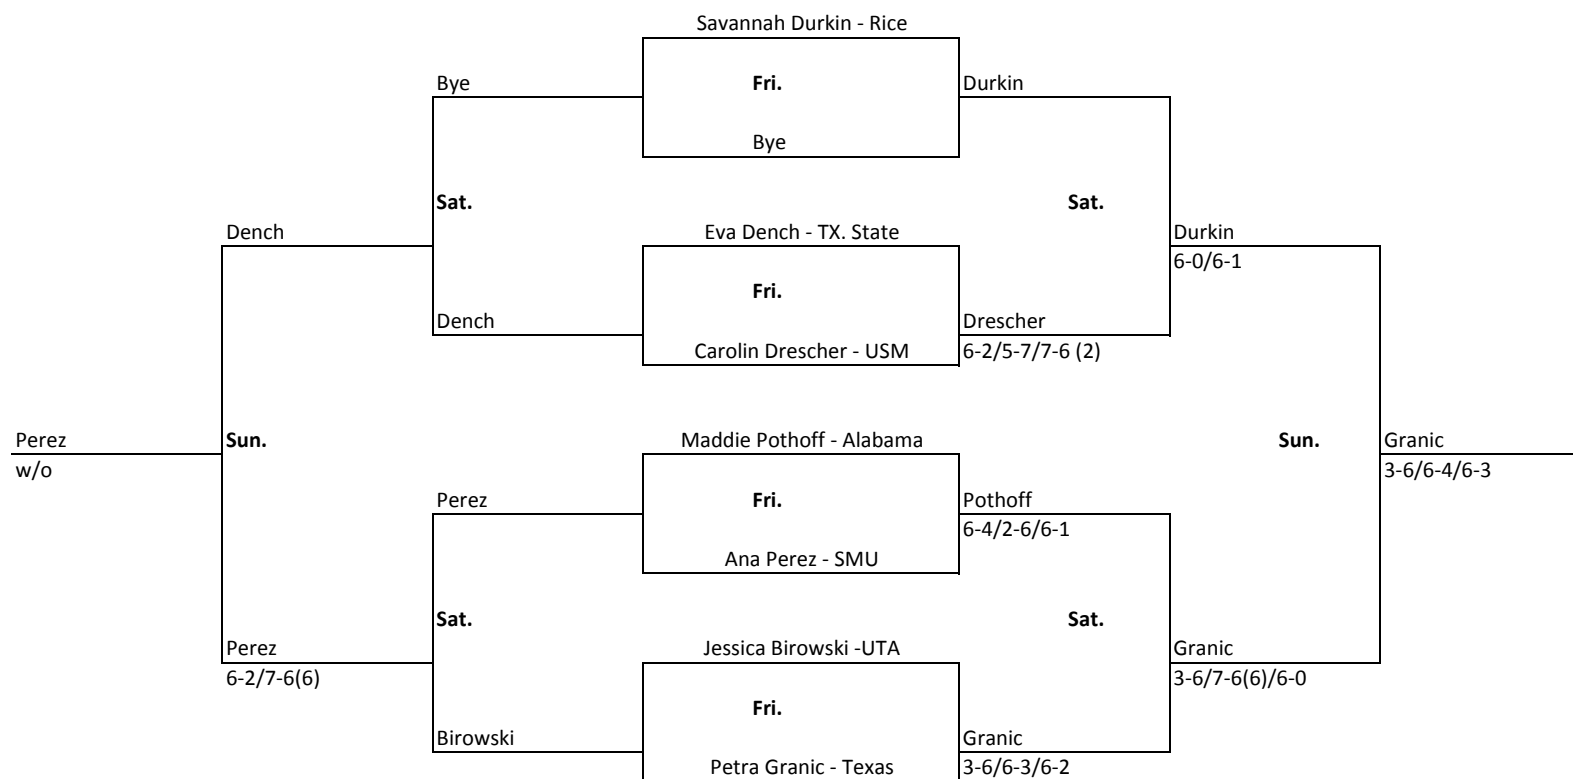 Savannah Durkin - Rice
Bye
Fri.
Durkin
Bye
Sat.
Sat.
Dench
Eva Dench - TX. State
Durkin
6-0/6-1
Fri.
Dench
Drescher
Carolin Drescher - USM
6-2/5-7/7-6 (2)
Perez
Sun.
Maddie Pothoff - Alabama
Sun.
Granic
w/o
3-6/6-4/6-3
Perez
Fri.
Pothoff
6-4/2-6/6-1
Ana Perez - SMU
Sat.
Sat.
Perez
Jessica Birowski -UTA
Granic
6-2/7-6(6)
3-6/7-6(6)/6-0
Fri.
Birowski
Granic
Petra Granic - Texas
3-6/6-3/6-2